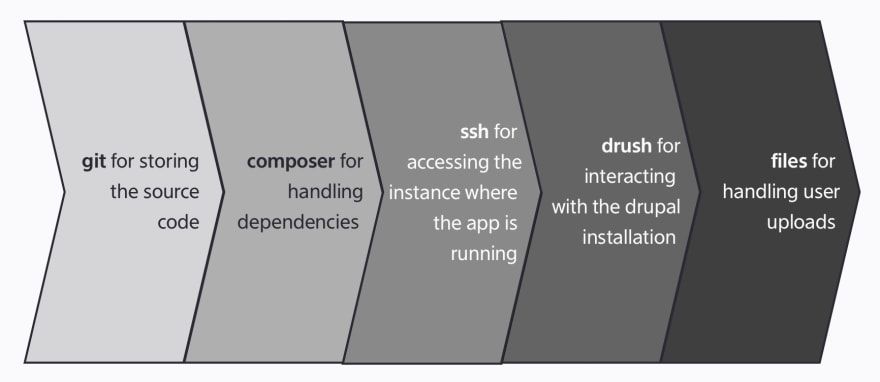 git for storing
the source
code
composer for
handling
dependencies
ssh for
accessing the
instance where
the app is
running
drush for
interacting
with the drupal
installation
files for
handling user
uploads